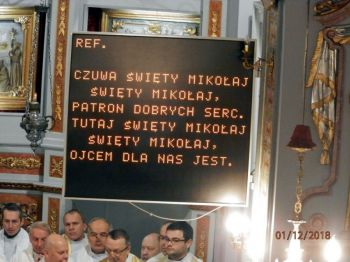 REF.
CZUWA ŚWIĘTY MIKOŁAJ
ŚWIĘTY MIKOŁAJ,
PATRON DOBRYCH SERC.
TUTAJ ŚWIĘTY MIKOŁAJ
ŚWIĘTY MIKOŁAJ,
OJCEM DLA NAS JEST.
01/12/2018